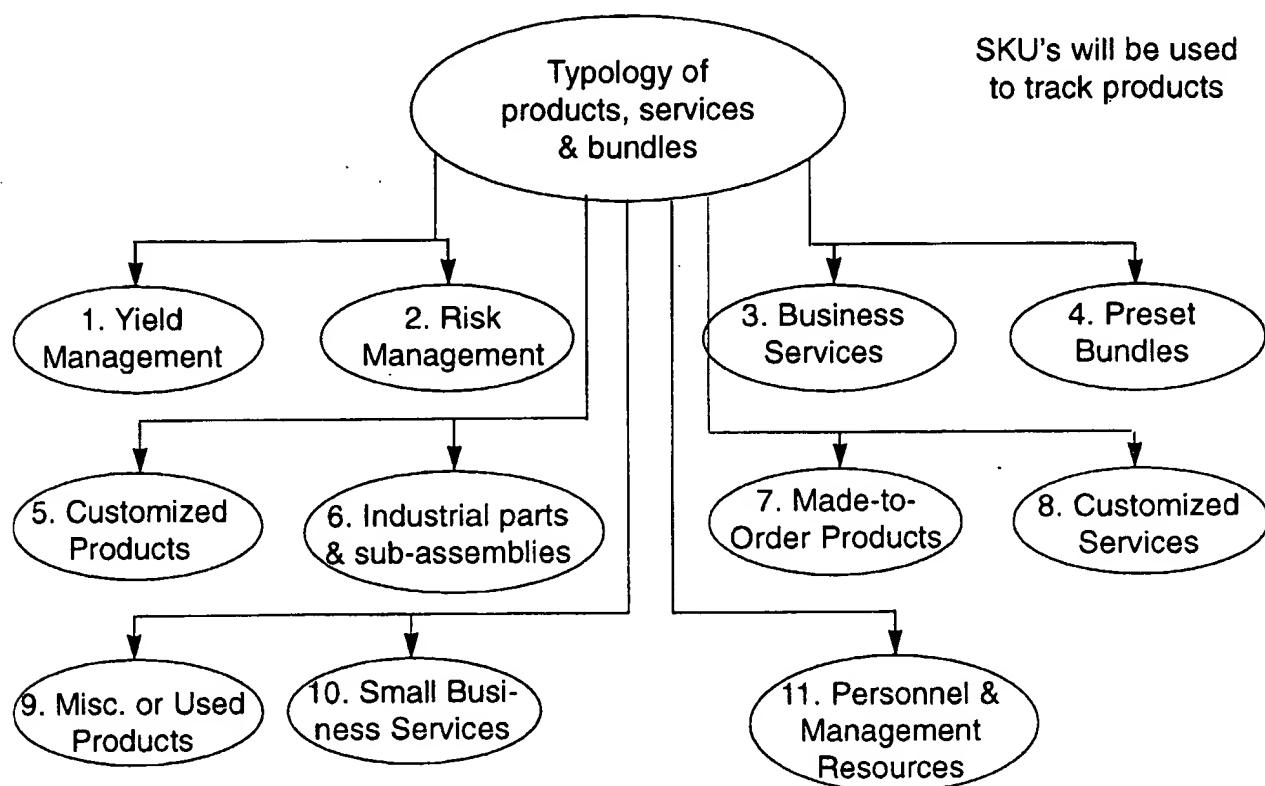 Typology of
products, services
& bundles
SKU's will be used
to track products
1. Yield
Management
2. Risk
Management
3. Business
Services
4. Preset
Bundles
5. Customized
Products
6. Industrial parts
& sub-assemblies
7. Made-to-
Order Products
8. Customized
Services
9. Misc. or Used
Products
10. Small Busi-
ness Services
11. Personnel &
Management
Resources